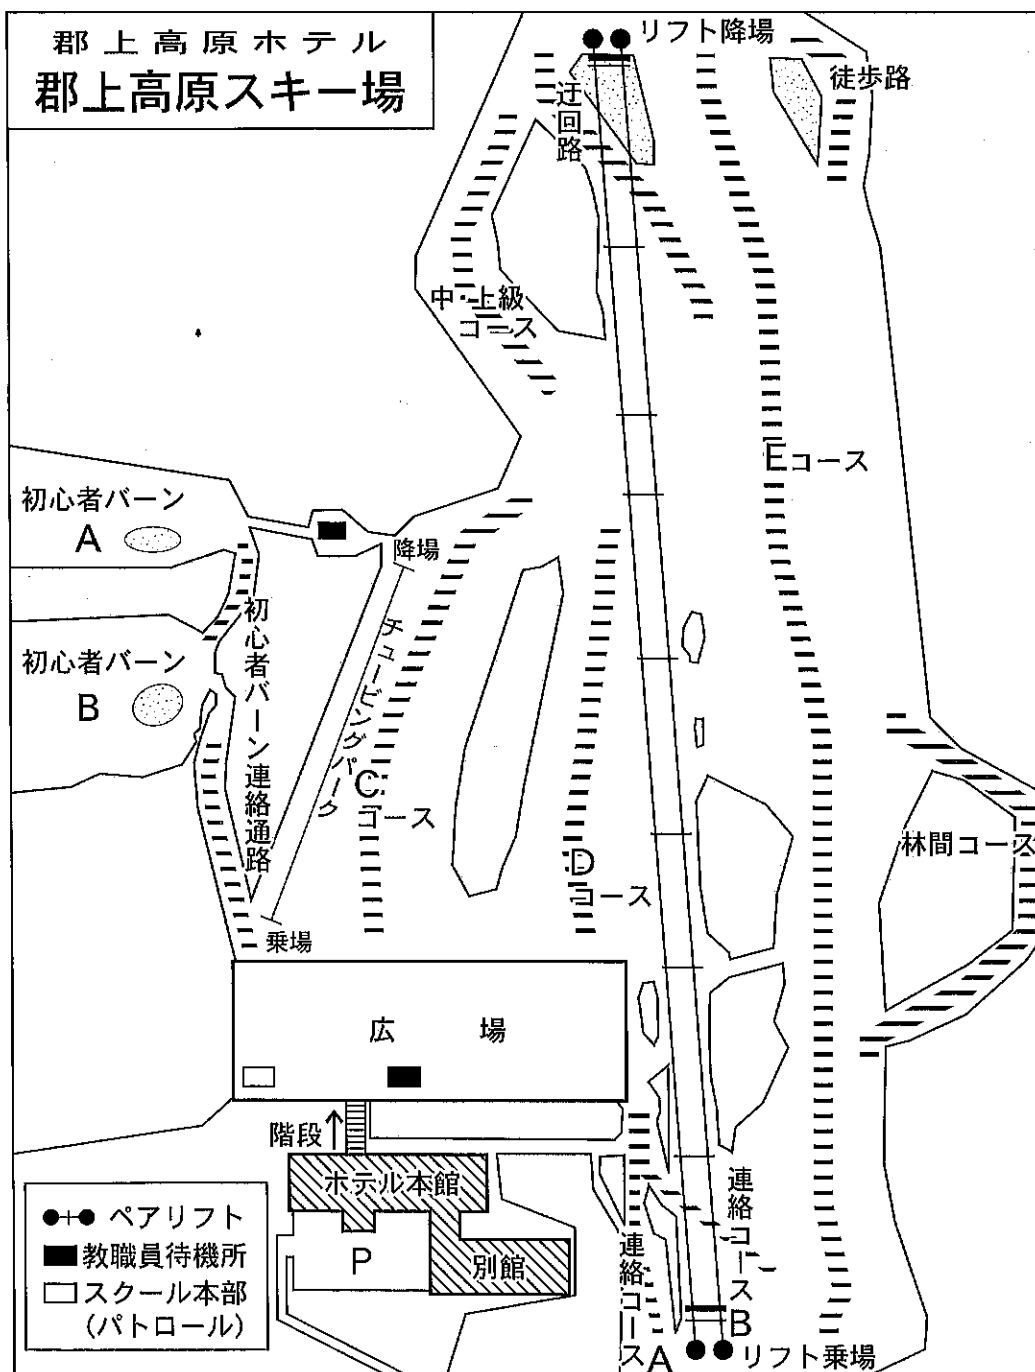 郡上高原ホテル
郡上高原スキー場
リフト降場
徒歩路
迂回路
中・上級
コース
Eコース
初心者バーン
A
降場
初心者バーン
B
初心者バーン連絡通路
チュービングパーク
C
コース
D
コース
林間コース
乗場
広場
階段
ホテル本館
P
別館
連絡コース
A
連絡コース
B
リフト乗場
ペアリフト
教職員待機所
スクール本部
(パトロール)